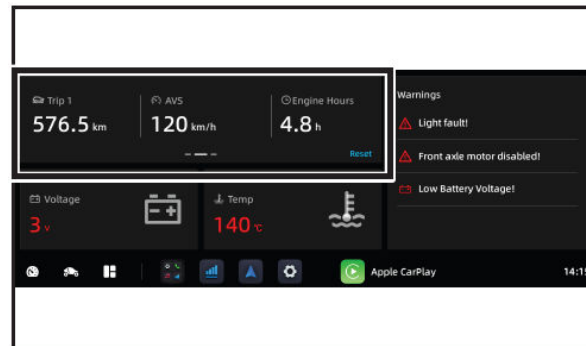 Trip 1
AVS
Engine Hours
576.5 km
120 km/h
4.8 h
Reset
Voltage
3 v
Temp
140 °C
Warnings
Light fault!
Front axle motor disabled!
Low Battery Voltage!
Apple CarPlay